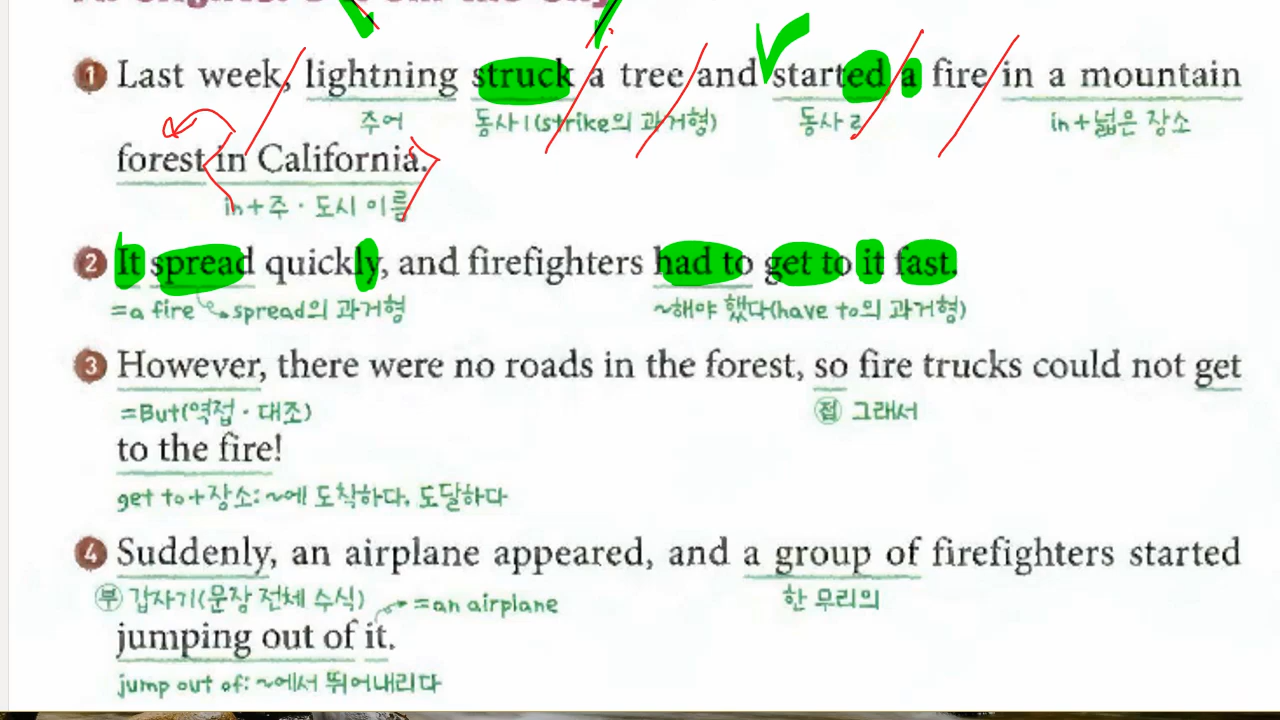 1 Last week, lightning struck a tree and started a fire in a mountain
주어 동사1(strike의 과거형) 동사2 in+넓은 장소
forest in California.
in+주·도시 이름
2 It spread quickly, and firefighters had to get to it fast.
=a fire spread의 과거형 ~해야 했다(have to의 과거형)
3 However, there were no roads in the forest, so fire trucks could not get
=But(역접·대조) 접 그래서
to the fire!
get to+장소: ~에 도착하다, 도달하다
4 Suddenly, an airplane appeared, and a group of firefighters started
부 갑자기(문장 전체 수식) =an airplane 한 무리의
jumping out of it.
jump out of: ~에서 뛰어내리다